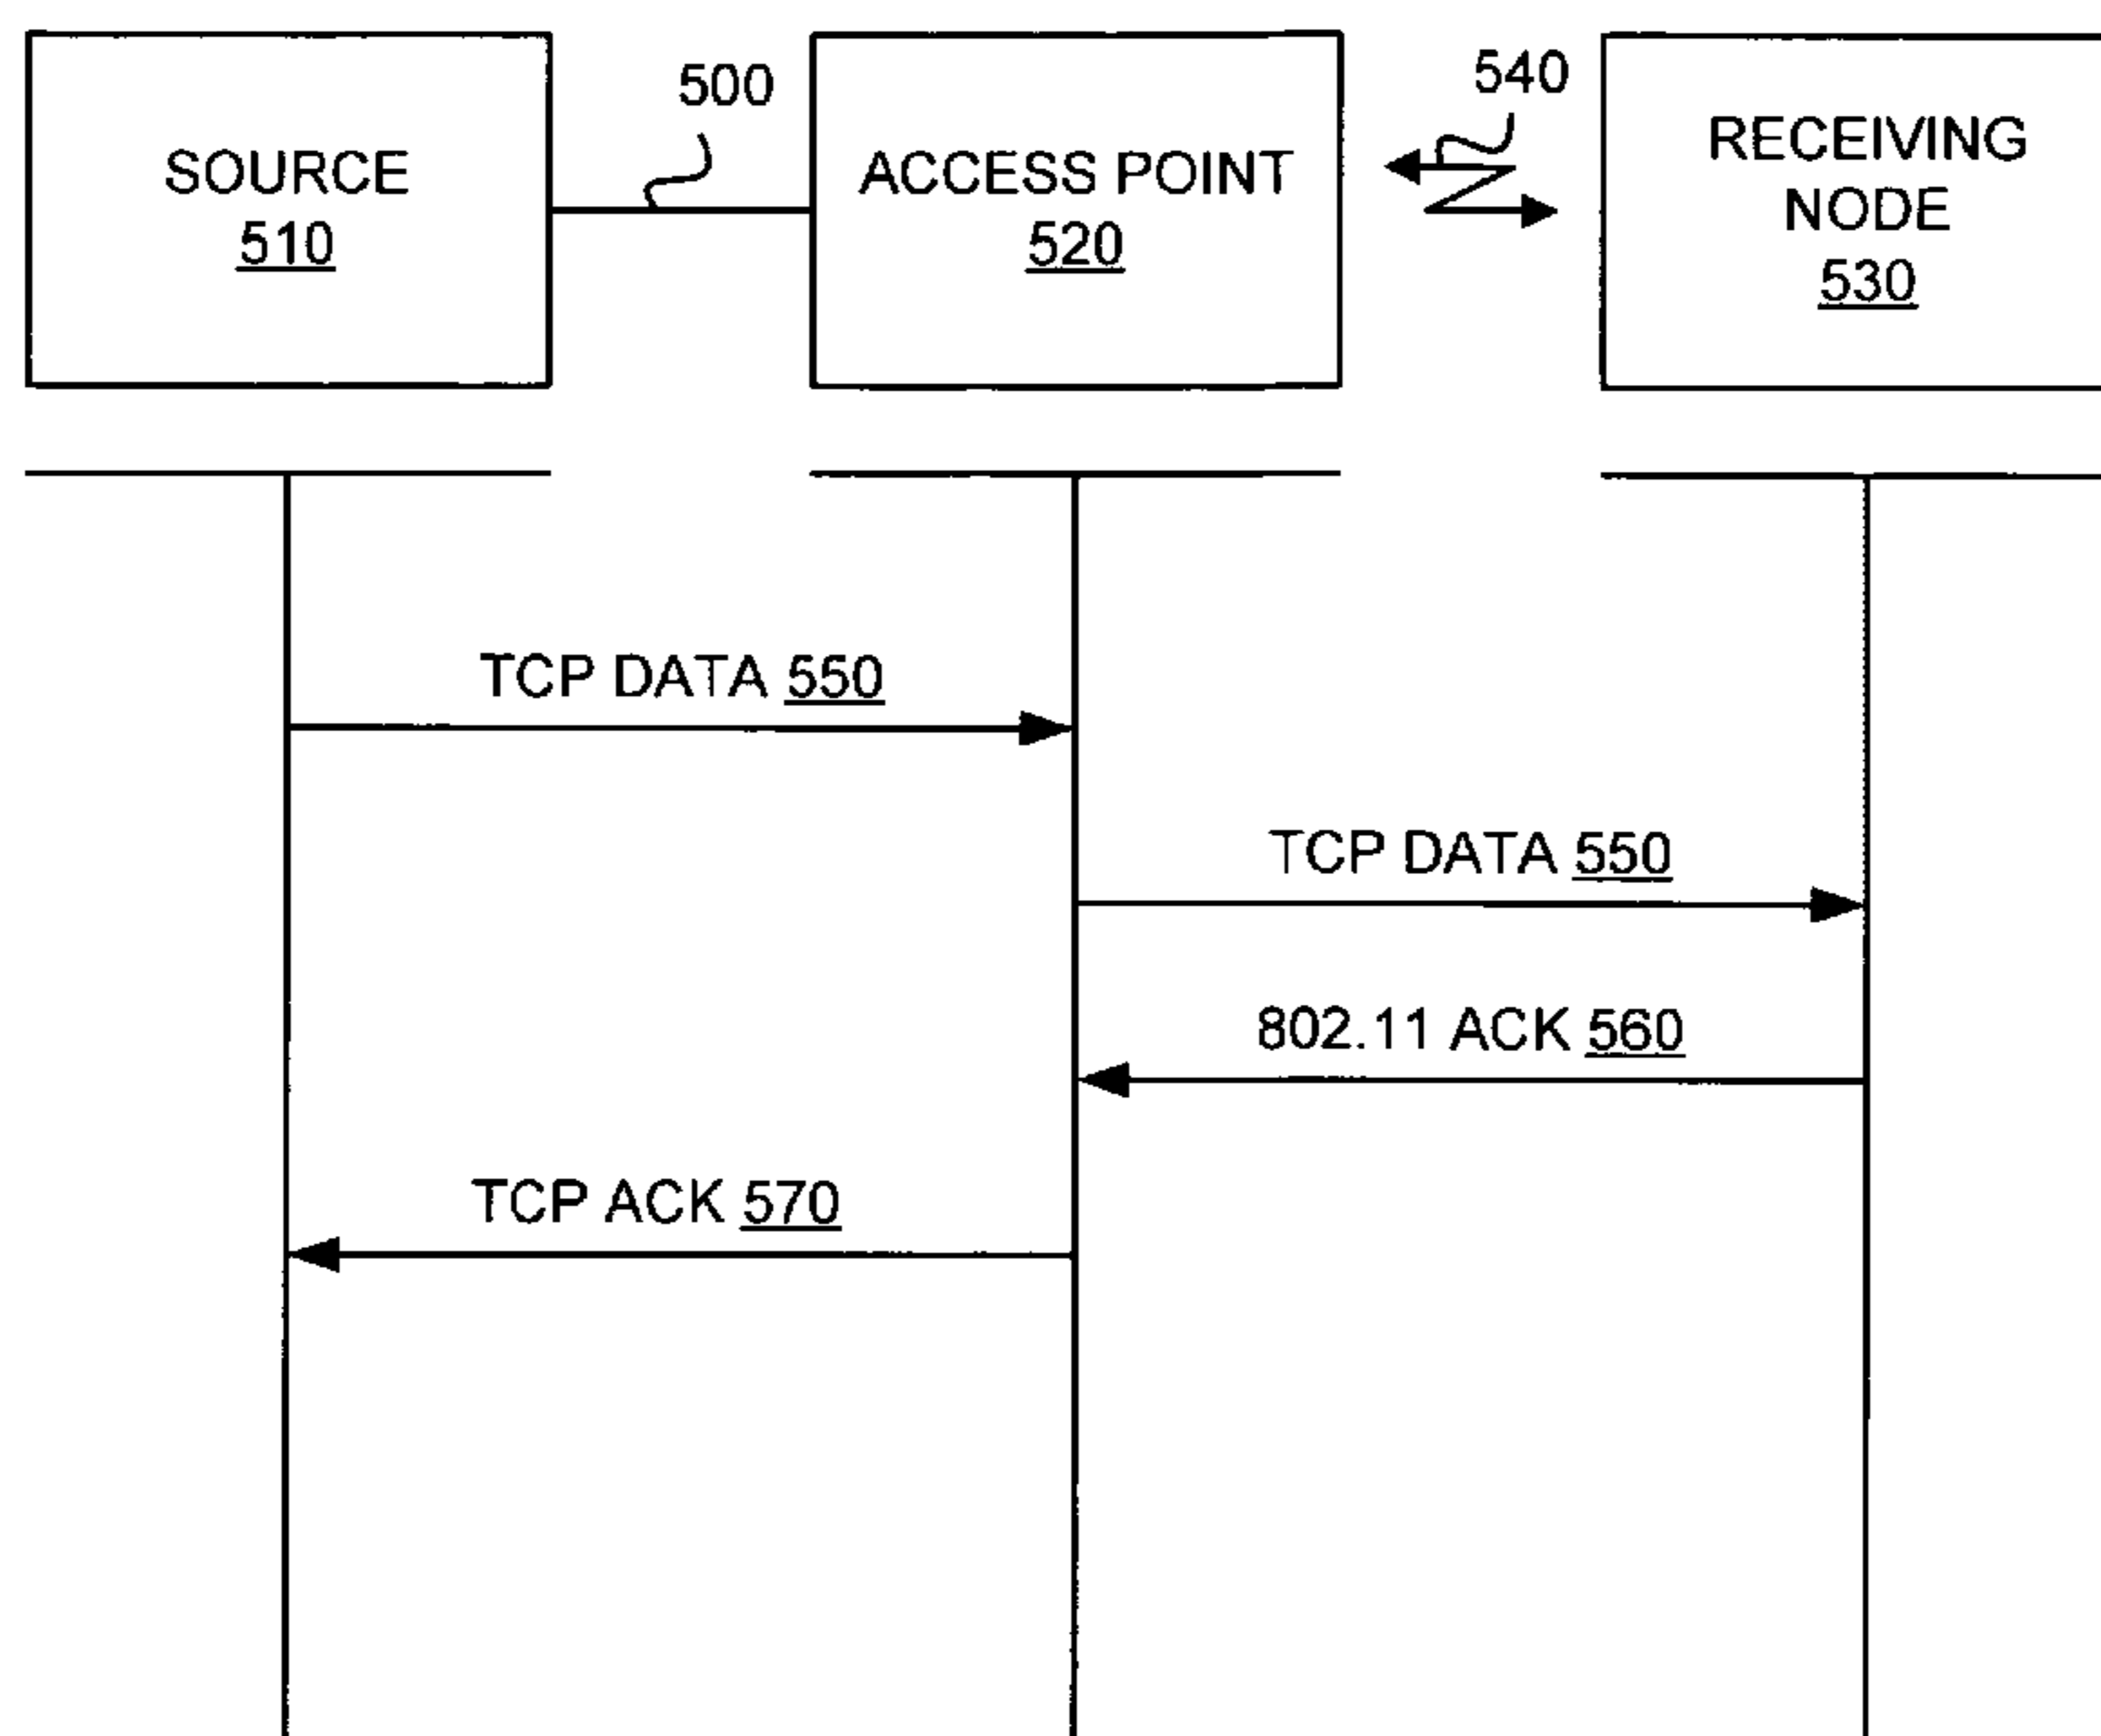 SOURCE
510
500
ACCESS POINT
520
540
RECEIVING
NODE
530
TCP DATA 550
TCP DATA 550
802.11 ACK 560
TCP ACK 570